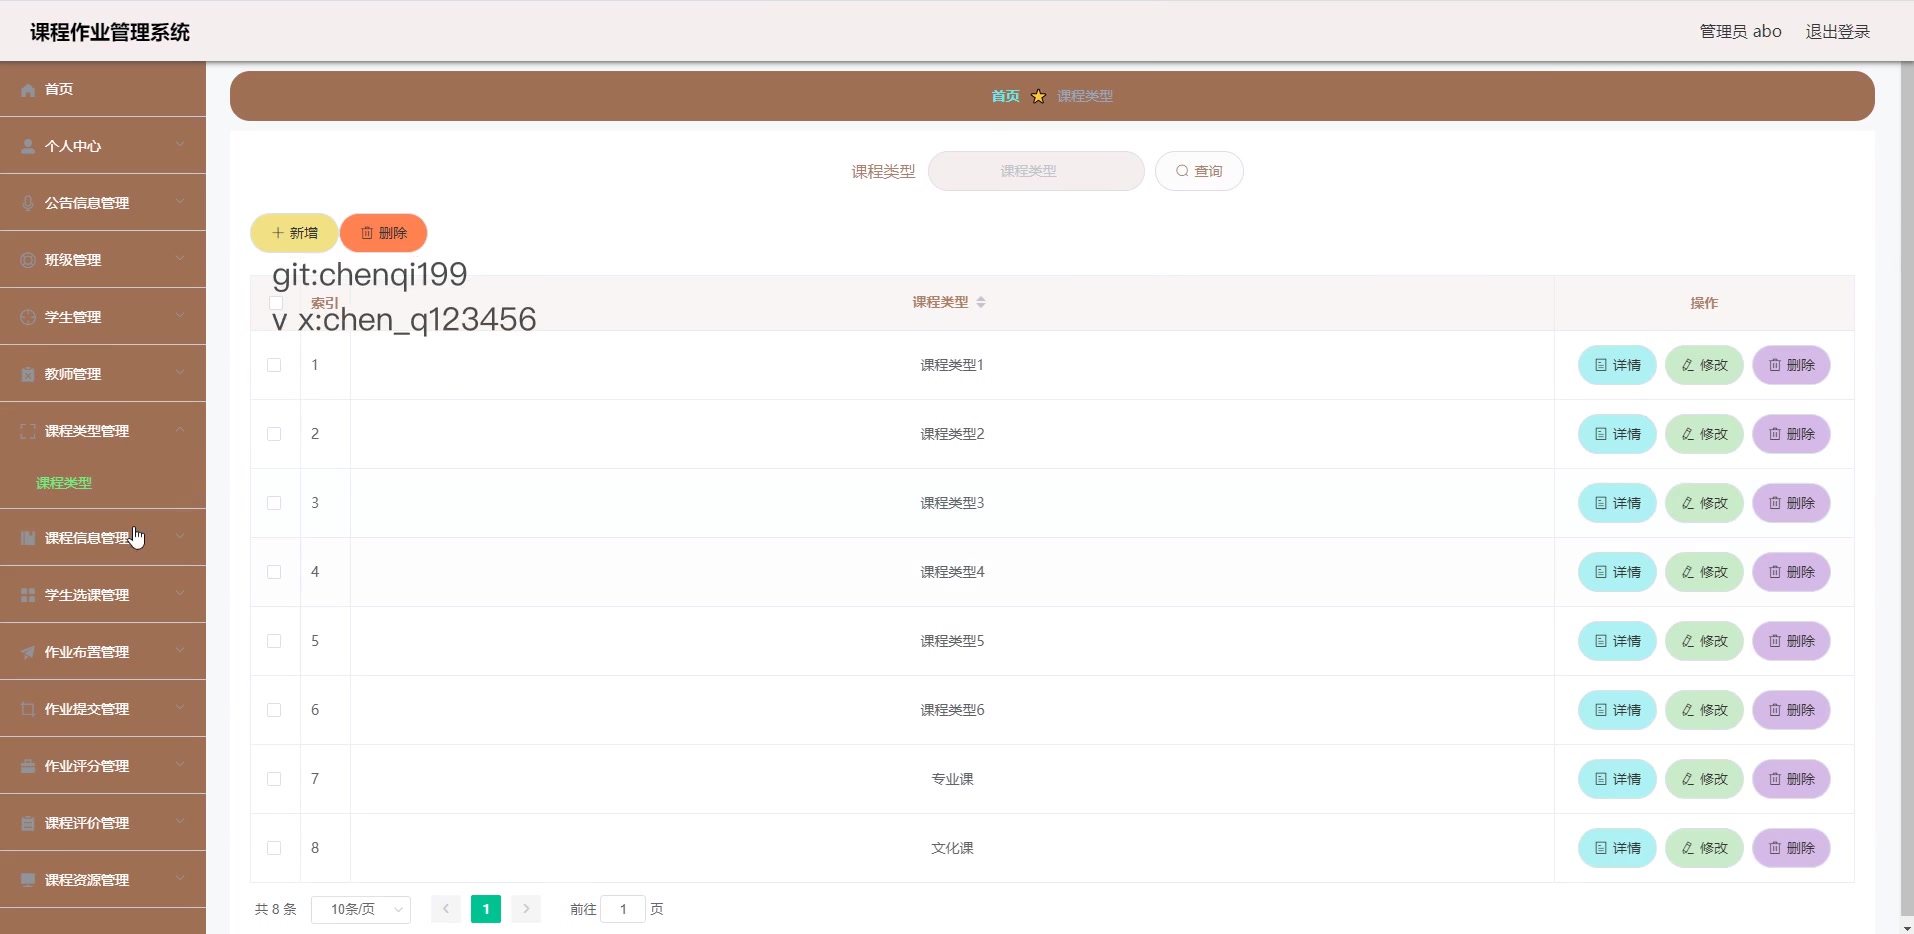 课程作业管理系统
管理员 abo 退出登录
首页
个人中心
公告信息管理
班级管理
学生管理
教师管理
课程类型管理
课程类型
课程信息管理
学生选课管理
作业布置管理
作业提交管理
作业评分管理
课程评价管理
课程资源管理
首页 课程类型
课程类型 课程类型 查询
新增 删除
git:chenqi199
v x:chen_q123456
索引 课程类型 操作
1 课程类型1 详情 修改 删除
2 课程类型2 详情 修改 删除
3 课程类型3 详情 修改 删除
4 课程类型4 详情 修改 删除
5 课程类型5 详情 修改 删除
6 课程类型6 详情 修改 删除
7 专业课 详情 修改 删除
8 文化课 详情 修改 删除
共 8 条 10条/页 1 前往 1 页